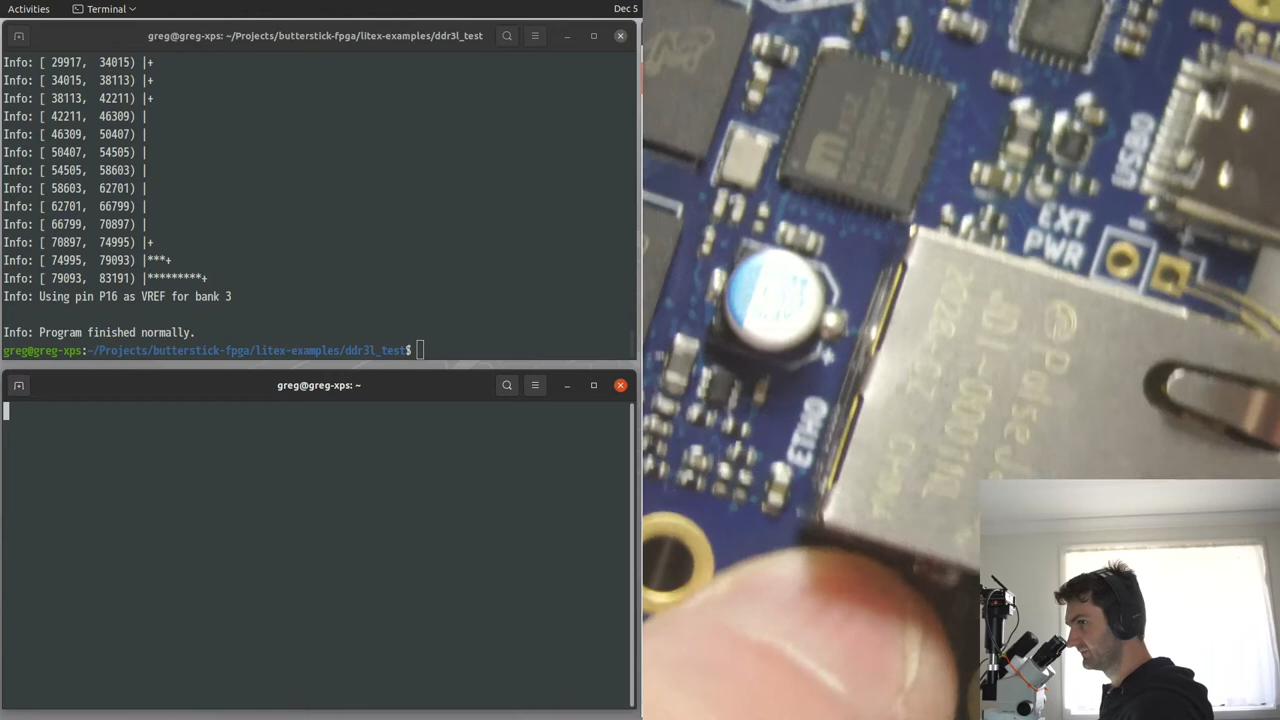 Activities
Terminal
Dec 5
greg@greg-xps: ~/Projects/butterstick-fpga/litex-examples/ddr3l_test
Info: [ 29917, 34015) |+
Info: [ 34015, 38113) |+
Info: [ 38113, 42211) |+
Info: [ 42211, 46309) |
Info: [ 46309, 50407) |
Info: [ 50407, 54505) |
Info: [ 54505, 58603) |
Info: [ 58603, 62701) |
Info: [ 62701, 66799) |
Info: [ 66799, 70897) |
Info: [ 70897, 74995) |+
Info: [ 74995, 79093) |***+
Info: [ 79093, 83191) |*********+
Info: Using pin P16 as VREF for bank 3
Info: Program finished normally.
greg@greg-xps:~/Projects/butterstick-fpga/litex-examples/ddr3l_test$
greg@greg-xps: ~
USB0
EXT
PWR
- +
ETH0
+